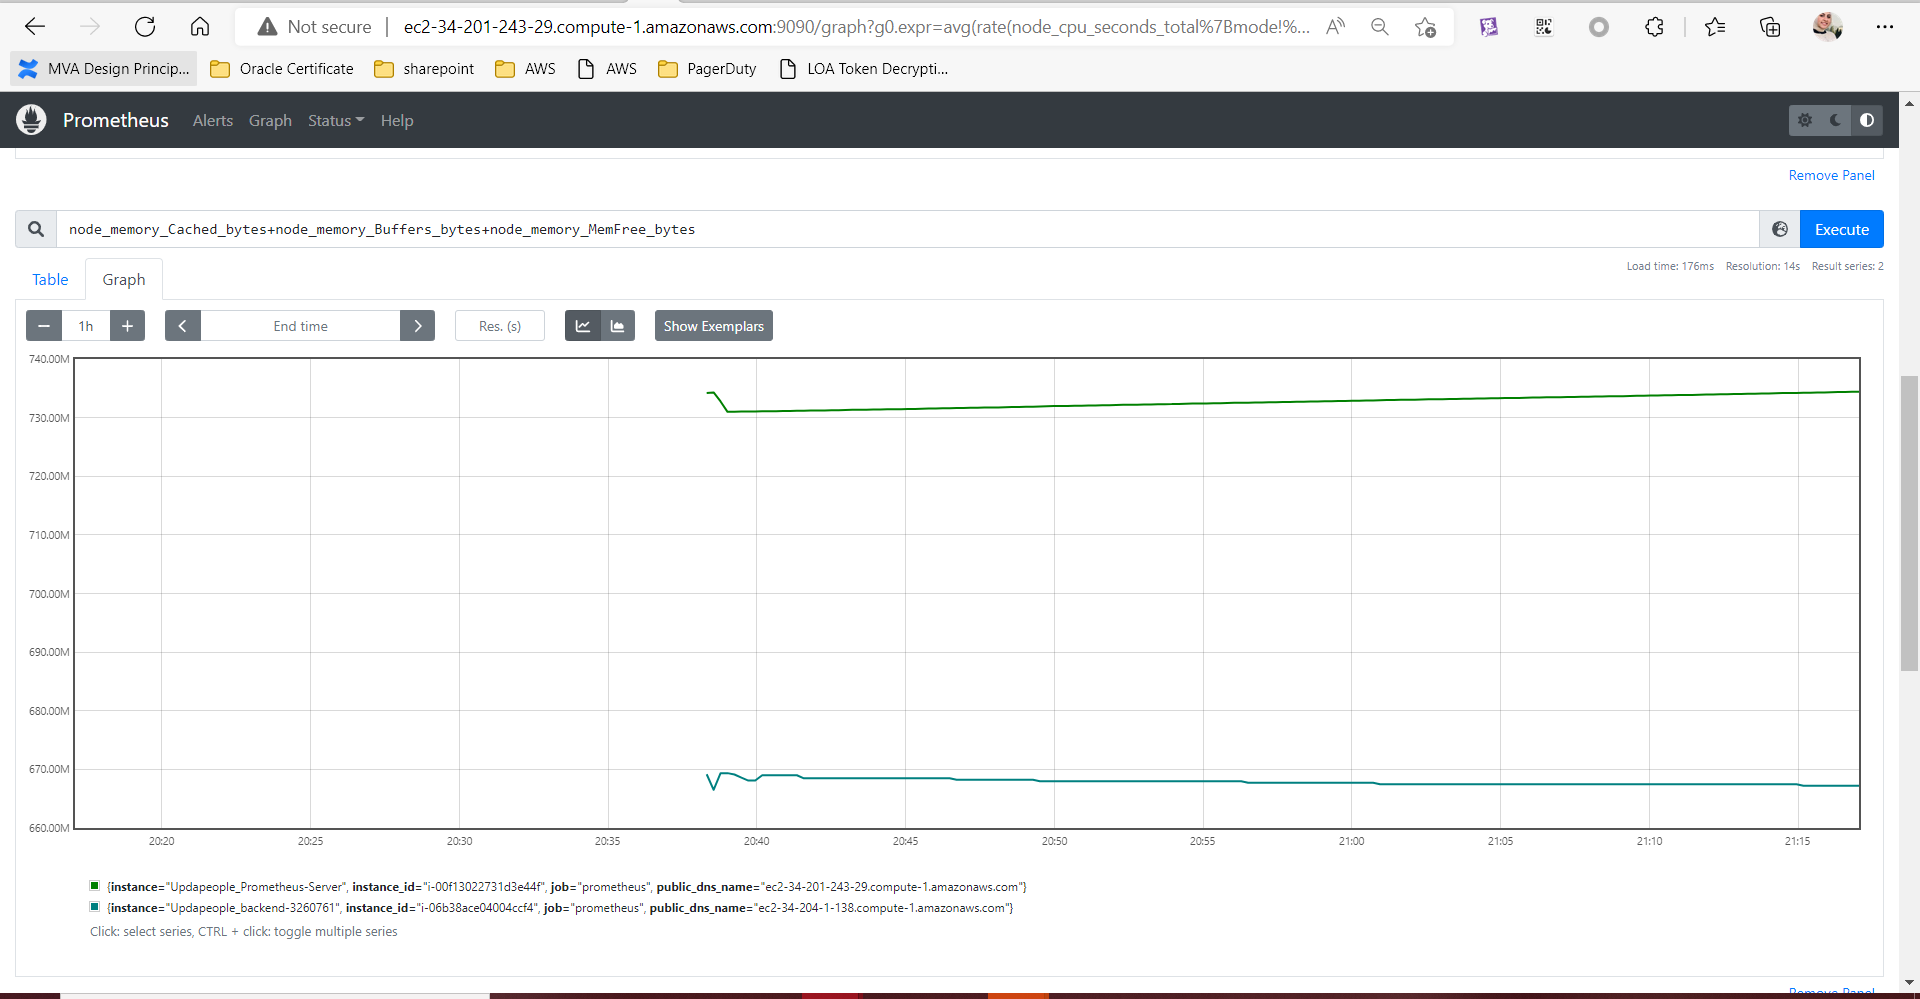 Not secure
ec2-34-201-243-29.compute-1.amazonaws.com:9090/graph?g0.expr=avg(rate(node_cpu_seconds_total%7Bmode!%...
MVA Design Princip...
Oracle Certificate
sharepoint
AWS
AWS
PagerDuty
LOA Token Decrypti...
Prometheus
Alerts
Graph
Status
Help
Remove Panel
node_memory_Cached_bytes+node_memory_Buffers_bytes+node_memory_MemFree_bytes
Execute
Table
Graph
Load time: 176ms
Resolution: 14s
Result series: 2
1h
End time
Res. (s)
Show Exemplars
740.00M
730.00M
720.00M
710.00M
700.00M
690.00M
680.00M
670.00M
660.00M
20:20
20:25
20:30
20:35
20:40
20:45
20:50
20:55
21:00
21:05
21:10
21:15
{instance="Updapeople_Prometheus-Server", instance_id="i-00f13022731d3e44f", job="prometheus", public_dns_name="ec2-34-201-243-29.compute-1.amazonaws.com"}
{instance="Updapeople_backend-3260761", instance_id="i-06b38ace04004ccf4", job="prometheus", public_dns_name="ec2-34-204-1-138.compute-1.amazonaws.com"}
Click: select series, CTRL + click: toggle multiple series
Remove Panel